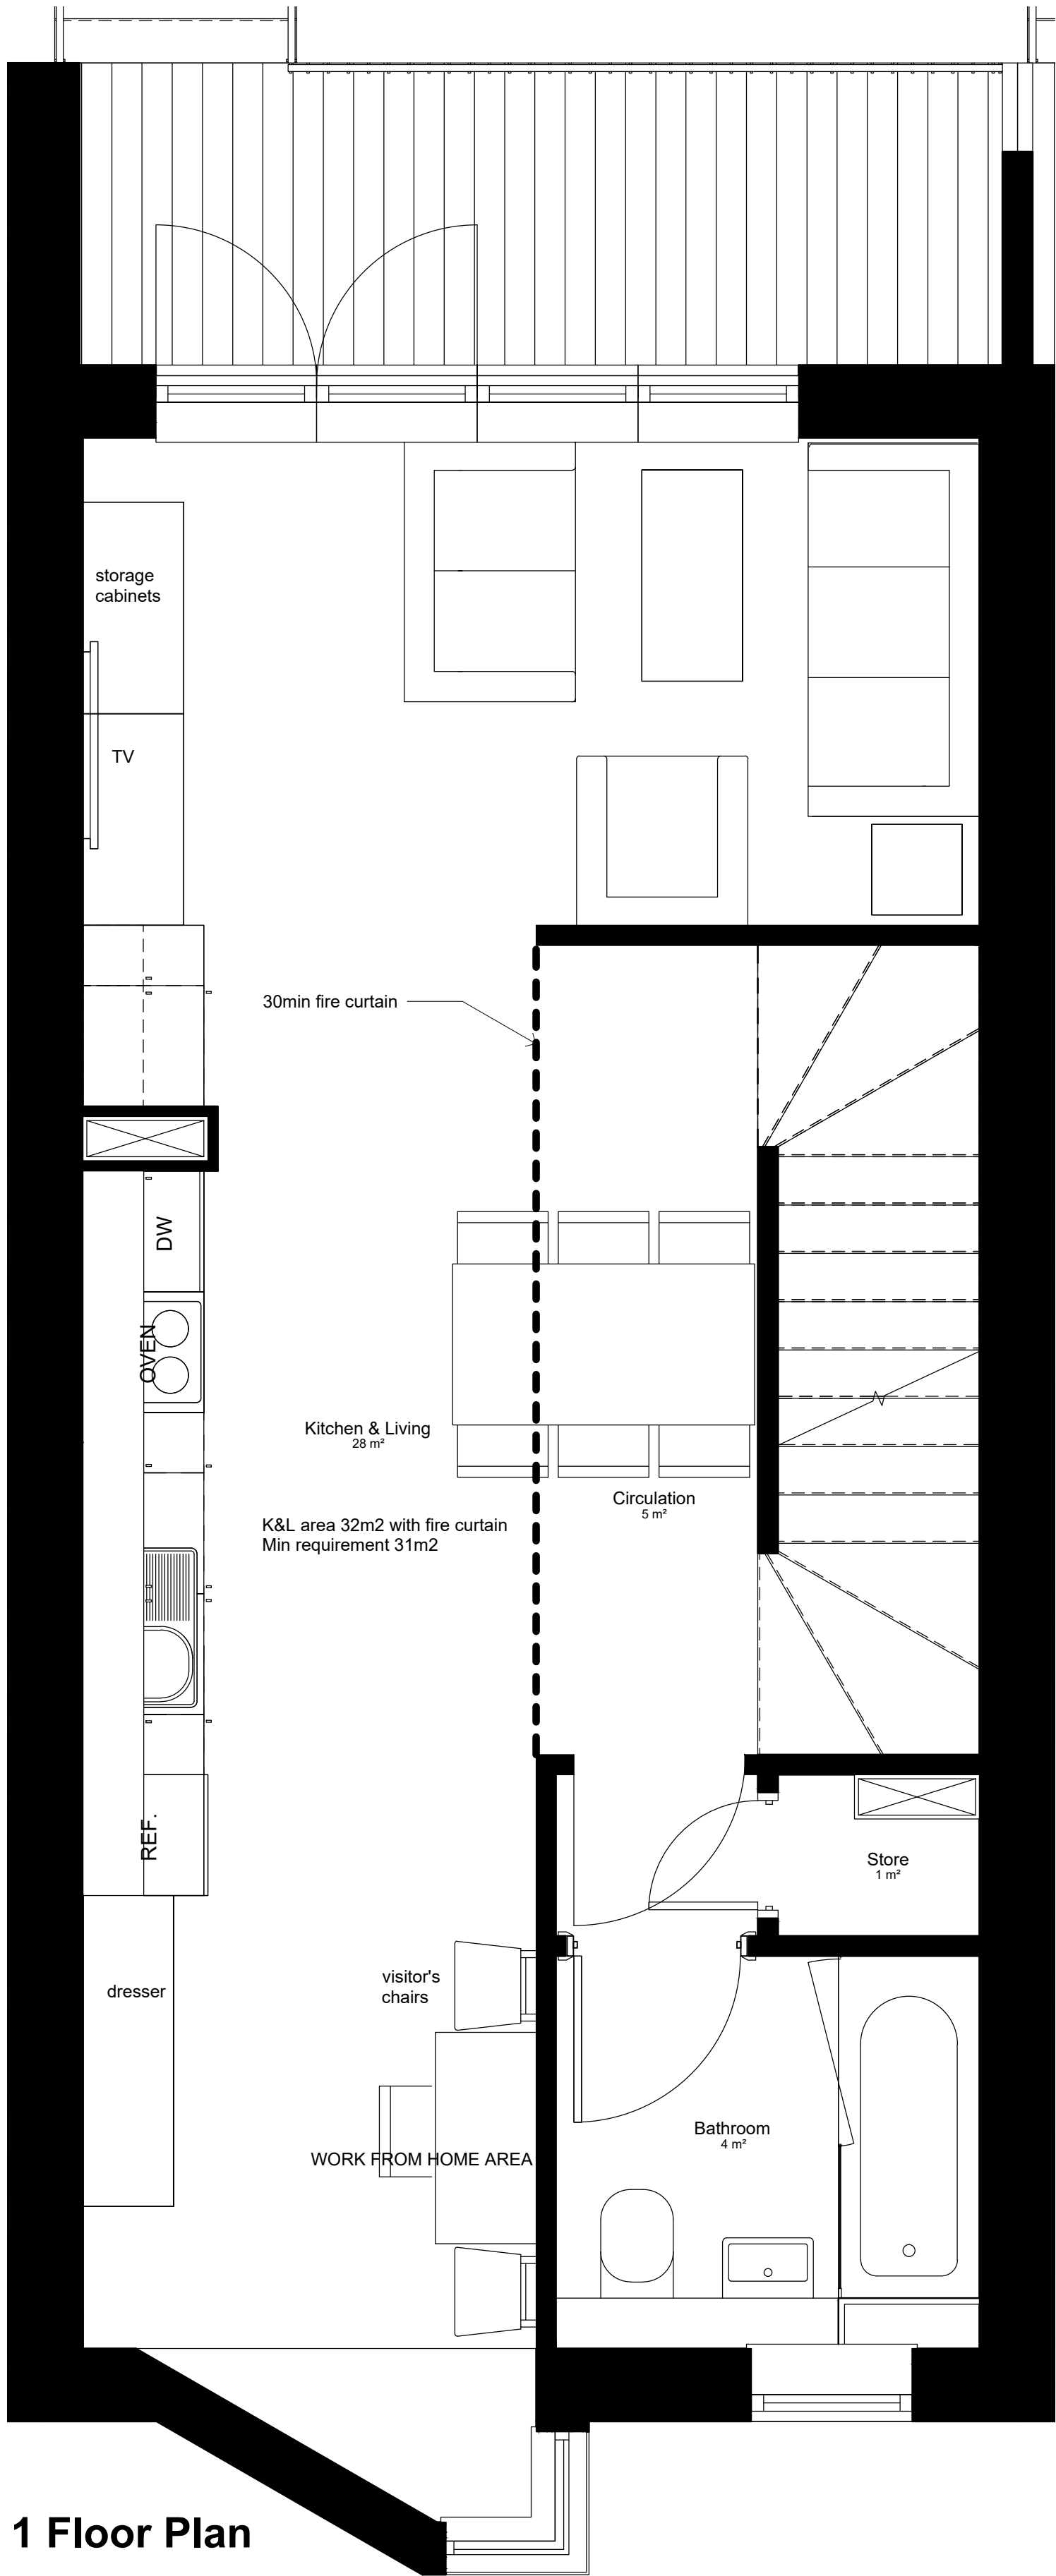 storage
cabinets
TV
30min fire curtain
DW
OVEN
Kitchen & Living
28 m²
Circulation
5 m²
K&L area 32m2 with fire curtain
Min requirement 31m2
REF.
Store
1 m²
dresser
visitor's
chairs
Bathroom
4 m²
WORK FROM HOME AREA
1 Floor Plan